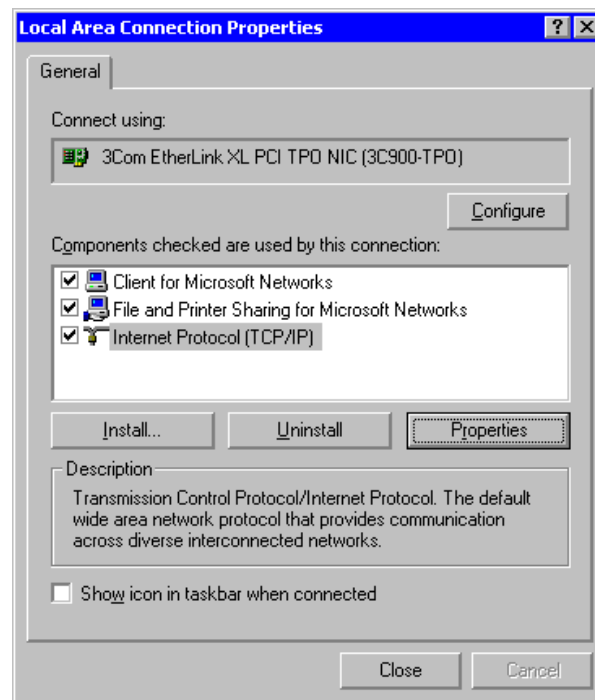 Local Area Connection Properties
General
Connect using:
3Com EtherLink XL PCI TPO NIC (3C900-TPO)
Configure
Components checked are used by this connection:
Client for Microsoft Networks
File and Printer Sharing for Microsoft Networks
Internet Protocol (TCP/IP)
Install... Uninstall Properties
Description
Transmission Control Protocol/Internet Protocol. The default
wide area network protocol that provides communication
across diverse interconnected networks.
Show icon in taskbar when connected
Close Cancel